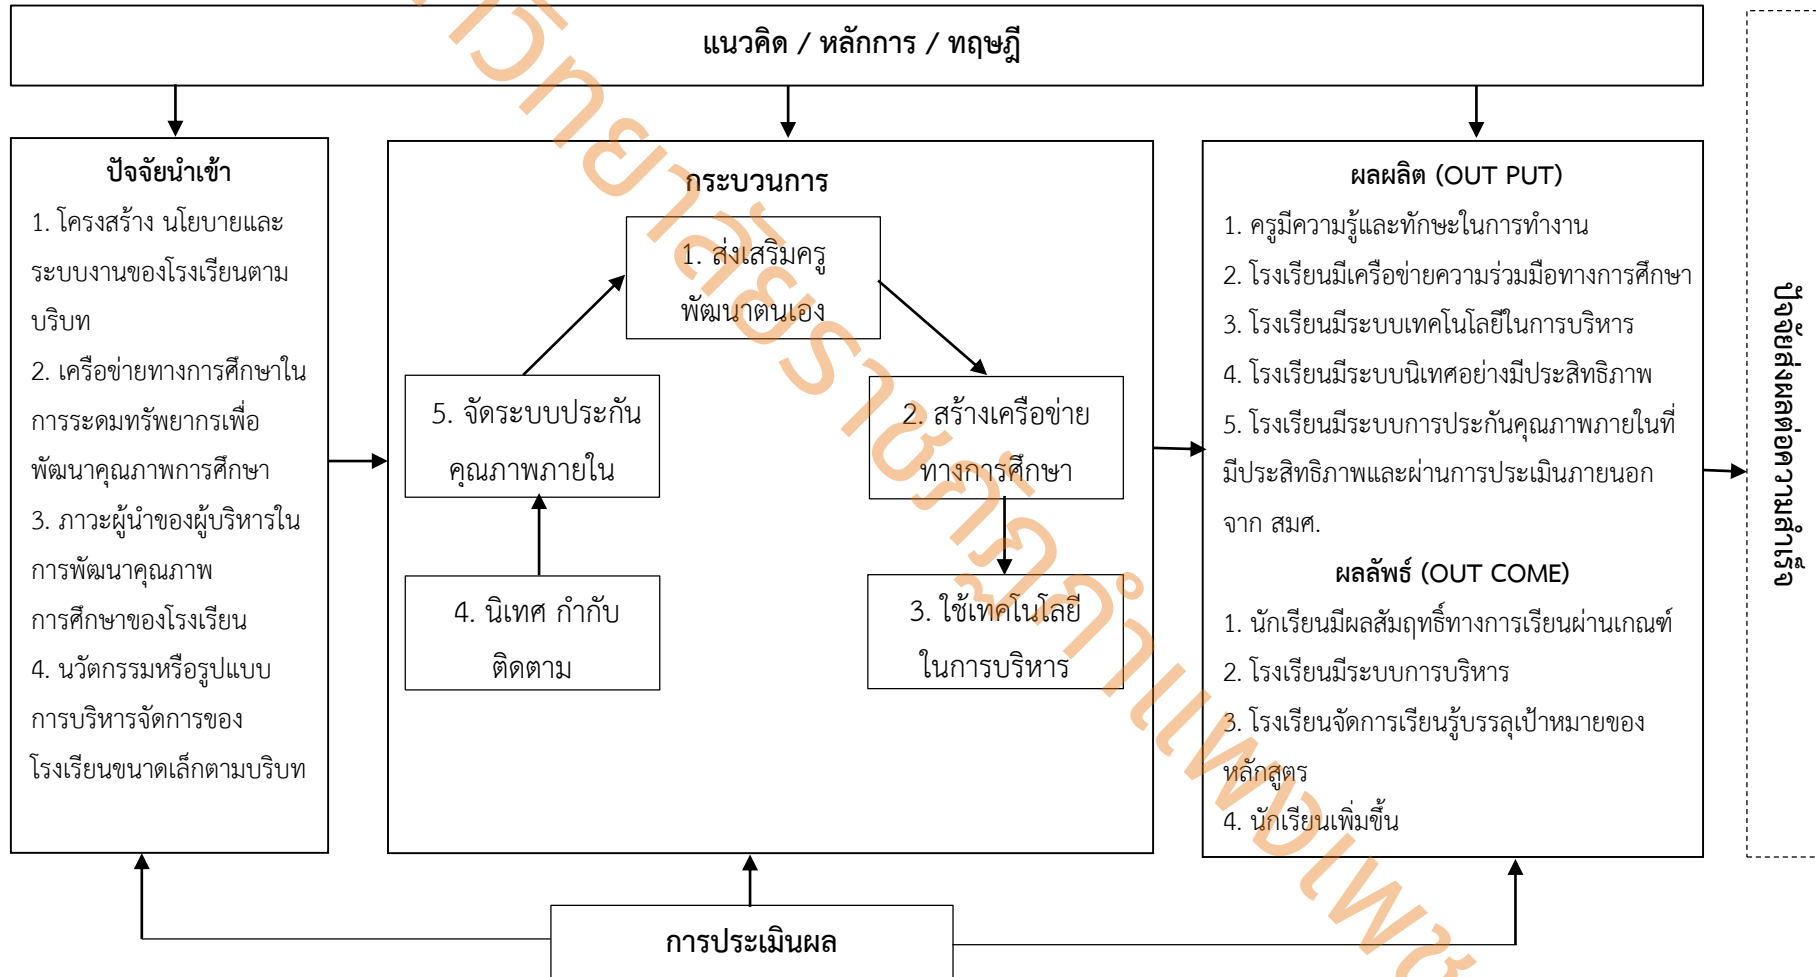 แนวคิด / หลักการ / ทฤษฎี
ปัจจัยนำเข้า
1. โครงสร้าง นโยบายและ
ระบบงานของโรงเรียนตาม
บริบท
2. เครือข่ายทางการศึกษาใน
การระดมทรัพยากรเพื่อ
พัฒนาคุณภาพการศึกษา
3. ภาวะผู้นำของผู้บริหารใน
การพัฒนาคุณภาพ
การศึกษาของโรงเรียน
4. นวัตกรรมหรือรูปแบบ
การบริหารจัดการของ
โรงเรียนขนาดเล็กตามบริบท
กระบวนการ
1. ส่งเสริมครู
พัฒนาตนเอง
2. สร้างเครือข่าย
ทางการศึกษา
3. ใช้เทคโนโลยี
ในการบริหาร
4. นิเทศ กำกับ
ติดตาม
5. จัดระบบประกัน
คุณภาพภายใน
ผลผลิต (OUT PUT)
1. ครูมีความรู้และทักษะในการทำงาน
2. โรงเรียนมีเครือข่ายความร่วมมือทางการศึกษา
3. โรงเรียนมีระบบเทคโนโลยีในการบริหาร
4. โรงเรียนมีระบบนิเทศอย่างมีประสิทธิภาพ
5. โรงเรียนมีระบบการประกันคุณภาพภายในที่
มีประสิทธิภาพและผ่านการประเมินภายนอก
จาก สมศ.
ผลลัพธ์ (OUT COME)
1. นักเรียนมีผลสัมฤทธิ์ทางการเรียนผ่านเกณฑ์
2. โรงเรียนมีระบบการบริหาร
3. โรงเรียนจัดการเรียนรู้บรรลุเป้าหมายของ
หลักสูตร
4. นักเรียนเพิ่มขึ้น
ปัจจัยส่งผลต่อความสำเร็จ
การประเมินผล
วิทยาลัยราชภัฏกำแพงเพช